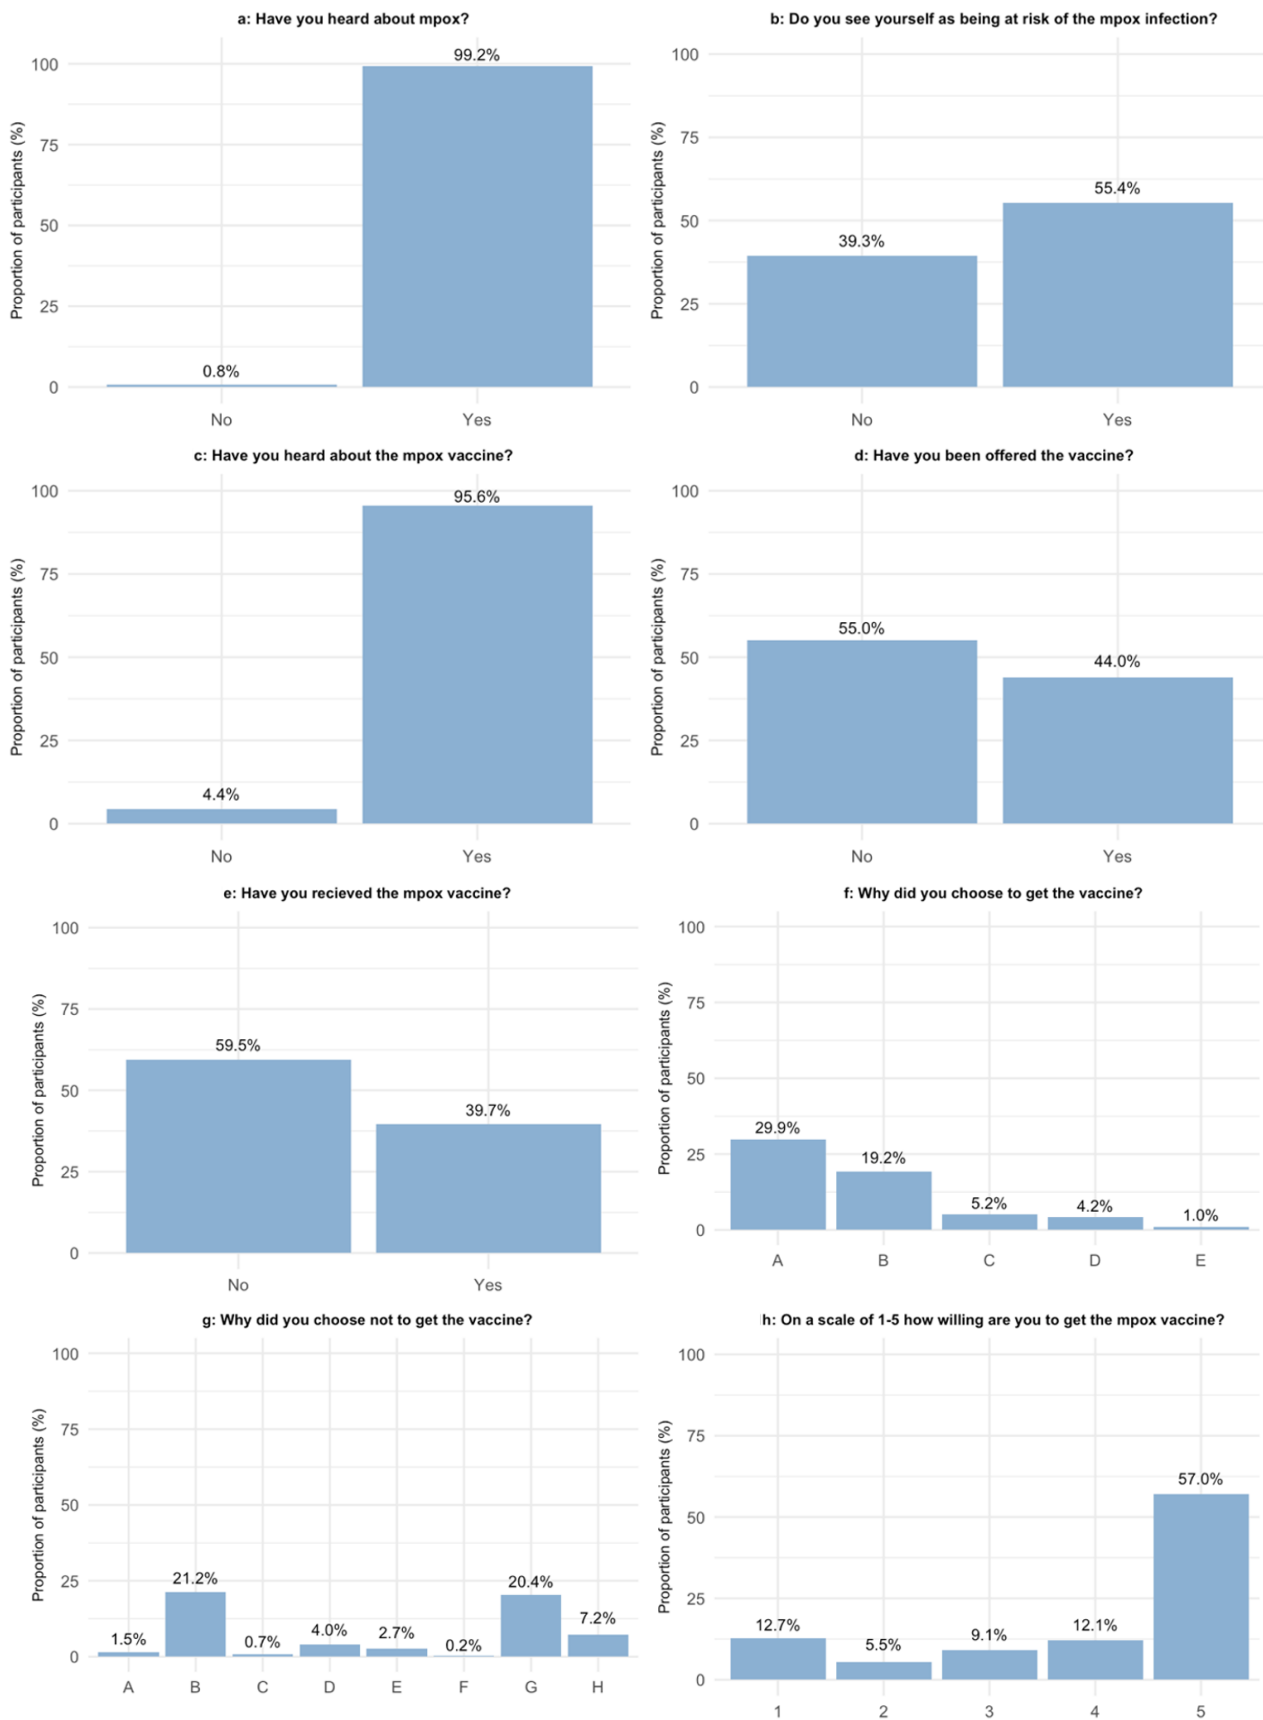 a: Have you heard about mpox?
Proportion of participants (%)
100
75
50
25
0
0.8%
99.2%
No
Yes
b: Do you see yourself as being at risk of the mpox infection?
Proportion of participants (%)
100
75
50
25
0
39.3%
55.4%
No
Yes
c: Have you heard about the mpox vaccine?
Proportion of participants (%)
100
75
50
25
0
4.4%
95.6%
No
Yes
d: Have you been offered the vaccine?
Proportion of participants (%)
100
75
50
25
0
55.0%
44.0%
No
Yes
e: Have you recieved the mpox vaccine?
Proportion of participants (%)
100
75
50
25
0
59.5%
39.7%
No
Yes
f: Why did you choose to get the vaccine?
Proportion of participants (%)
100
75
50
25
0
29.9%
19.2%
5.2%
4.2%
1.0%
A
B
C
D
E
g: Why did you choose not to get the vaccine?
Proportion of participants (%)
100
75
50
25
0
1.5%
21.2%
0.7%
4.0%
2.7%
0.2%
20.4%
7.2%
A
B
C
D
E
F
G
H
h: On a scale of 1-5 how willing are you to get the mpox vaccine?
Proportion of participants (%)
100
75
50
25
0
12.7%
5.5%
9.1%
12.1%
57.0%
1
2
3
4
5